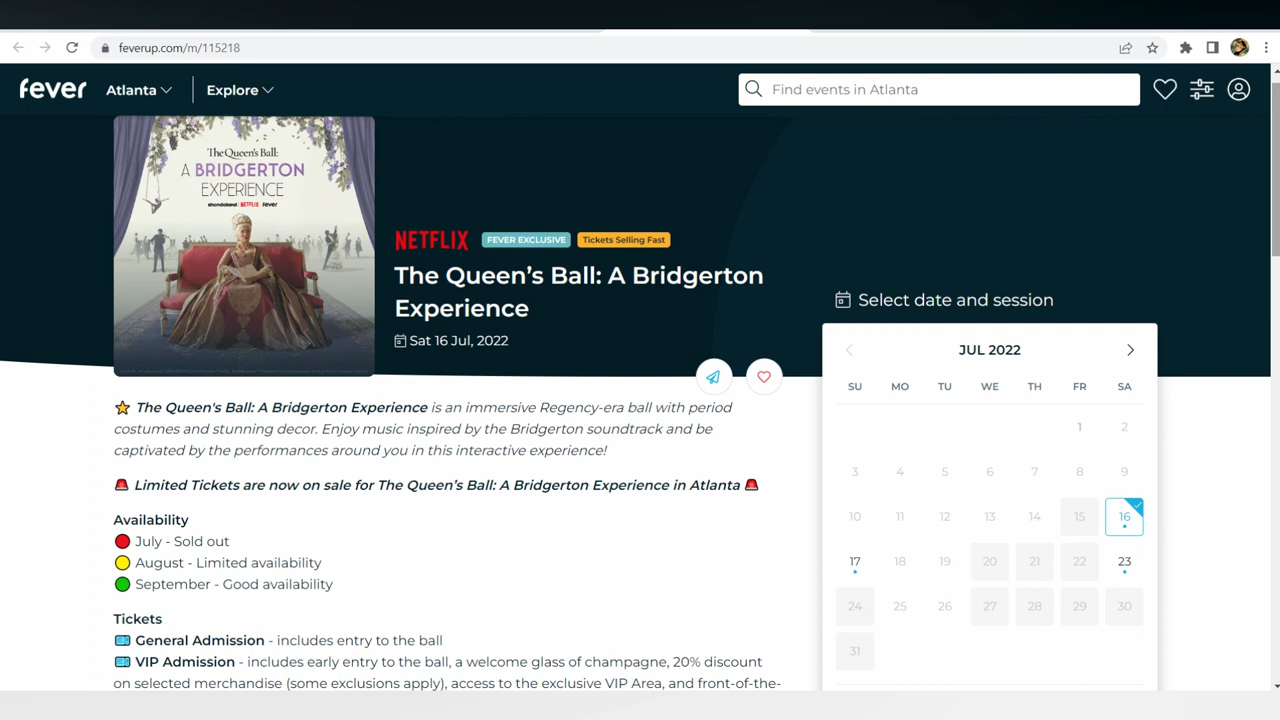 feverup.com/m/115218
fever
Atlanta
Explore
Find events in Atlanta
The Queen's Ball:
A BRIDGERTON
EXPERIENCE
shondaland NETFLIX fever
NETFLIX
FEVER EXCLUSIVE
Tickets Selling Fast
The Queen's Ball: A Bridgerton
Experience
Sat 16 Jul, 2022
Select date and session
JUL 2022
SU MO TU WE TH FR SA
1 2
3 4 5 6 7 8 9
10 11 12 13 14 15 16
17 18 19 20 21 22 23
24 25 26 27 28 29 30
31
The Queen's Ball: A Bridgerton Experience is an immersive Regency-era ball with period
costumes and stunning decor. Enjoy music inspired by the Bridgerton soundtrack and be
captivated by the performances around you in this interactive experience!
Limited Tickets are now on sale for The Queen's Ball: A Bridgerton Experience in Atlanta
Availability
July - Sold out
August - Limited availability
September - Good availability
Tickets
General Admission - includes entry to the ball
VIP Admission - includes early entry to the ball, a welcome glass of champagne, 20% discount
on selected merchandise (some exclusions apply), access to the exclusive VIP Area, and front-of-the-